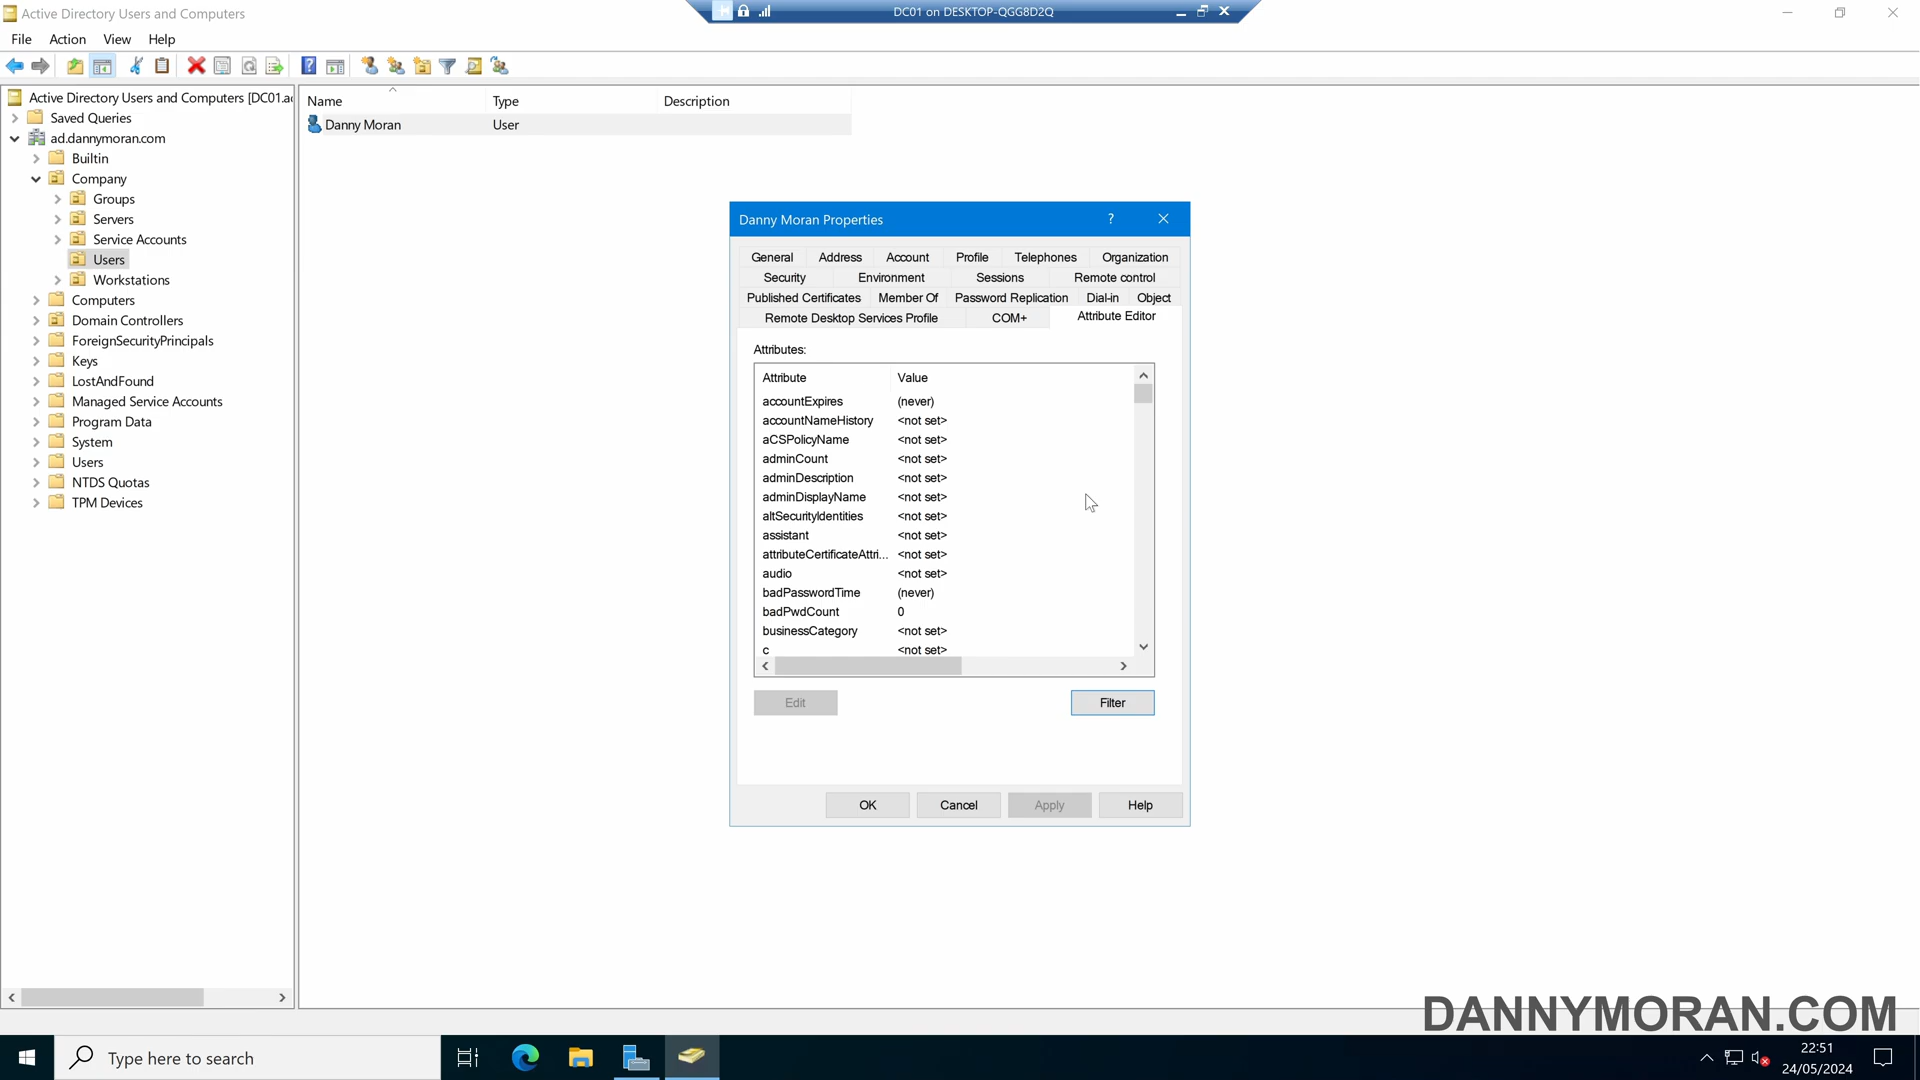 Active Directory Users and Computers
DC01 on DESKTOP-QGG8D2Q
File Action View Help
Active Directory Users and Computers [DC01.ac
Saved Queries
ad.dannymoran.com
Builtin
Company
Groups
Servers
Service Accounts
Users
Workstations
Computers
Domain Controllers
ForeignSecurityPrincipals
Keys
LostAndFound
Managed Service Accounts
Program Data
System
Users
NTDS Quotas
TPM Devices
Name Type Description
Danny Moran User
Danny Moran Properties
General Address Account Profile Telephones Organization
Security Environment Sessions Remote control
Published Certificates Member Of Password Replication Dial-in Object
Remote Desktop Services Profile COM+ Attribute Editor
Attributes:
Attribute Value
accountExpires (never)
accountNameHistory <not set>
aCSPolicyName <not set>
adminCount <not set>
adminDescription <not set>
adminDisplayName <not set>
altSecurityIdentities <not set>
assistant <not set>
attributeCertificateAttri... <not set>
audio <not set>
badPasswordTime (never)
badPwdCount 0
businessCategory <not set>
c <not set>
Edit Filter
OK Cancel Apply Help
DANNYMORAN.COM
Type here to search
22:51
24/05/2024